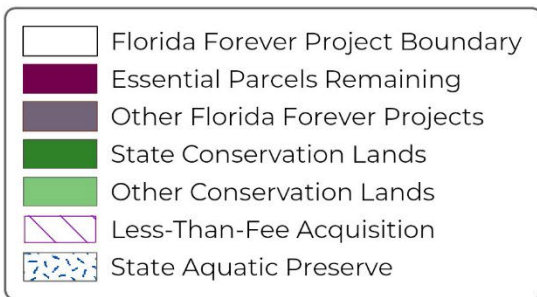 Florida Forever Project Boundary
Essential Parcels Remaining
Other Florida Forever Projects
State Conservation Lands
Other Conservation Lands
Less-Than-Fee Acquisition
State Aquatic Preserve